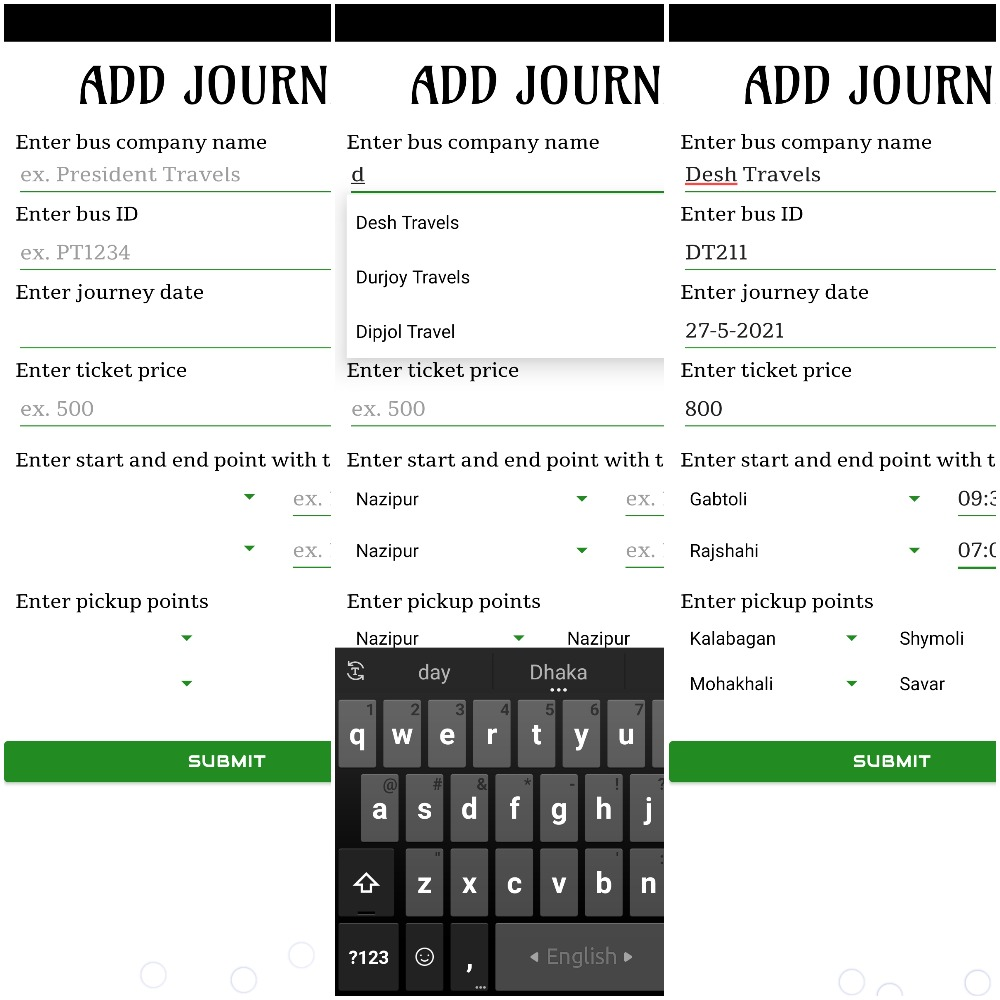 ADD JOURN
Enter bus company name
ex. President Travels
Enter bus ID
ex. PT1234
Enter journey date
Enter ticket price
ex. 500
Enter start and end point with t
ex.
ex.
Enter pickup points
SUBMIT
ADD JOURN
Enter bus company name
d
Desh Travels
Durjoy Travels
Dipjol Travel
Enter ticket price
ex. 500
Enter start and end point with t
Nazipur ex.
Nazipur ex.
Enter pickup points
Nazipur Nazipur
day Dhaka
1 2 3 4 5 6 7
q w e r t y u
@ # & * - !
a s d f g h j
z x c v b n
?123 , English
ADD JOURN
Enter bus company name
Desh Travels
Enter bus ID
DT211
Enter journey date
27-5-2021
Enter ticket price
800
Enter start and end point with t
Gabtoli 09:3
Rajshahi 07:0
Enter pickup points
Kalabagan Shymoli
Mohakhali Savar
SUBMIT